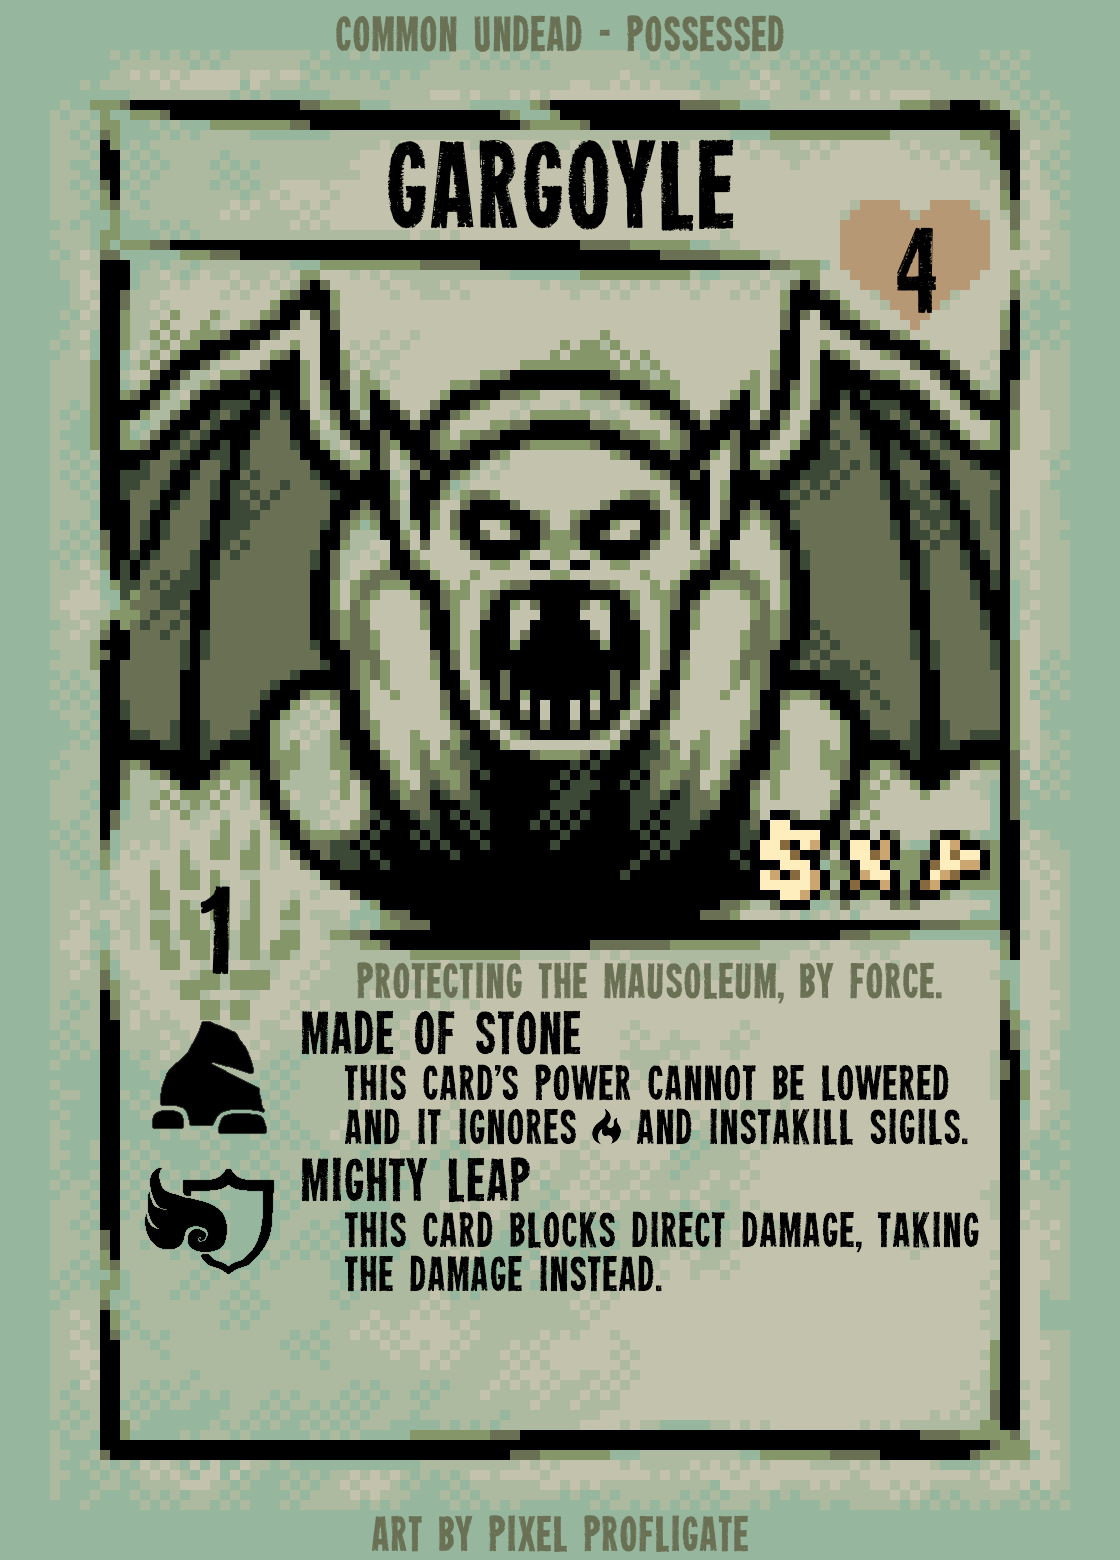 COMMON UNDEAD - POSSESSED
GARGOYLE
4
5 X
1
PROTECTING THE MAUSOLEUM, BY FORCE.
MADE OF STONE
THIS CARD'S POWER CANNOT BE LOWERED
AND IT IGNORES AND INSTAKILL SIGILS.
MIGHTY LEAP
THIS CARD BLOCKS DIRECT DAMAGE, TAKING
THE DAMAGE INSTEAD.
ART BY PIXEL PROFLIGATE